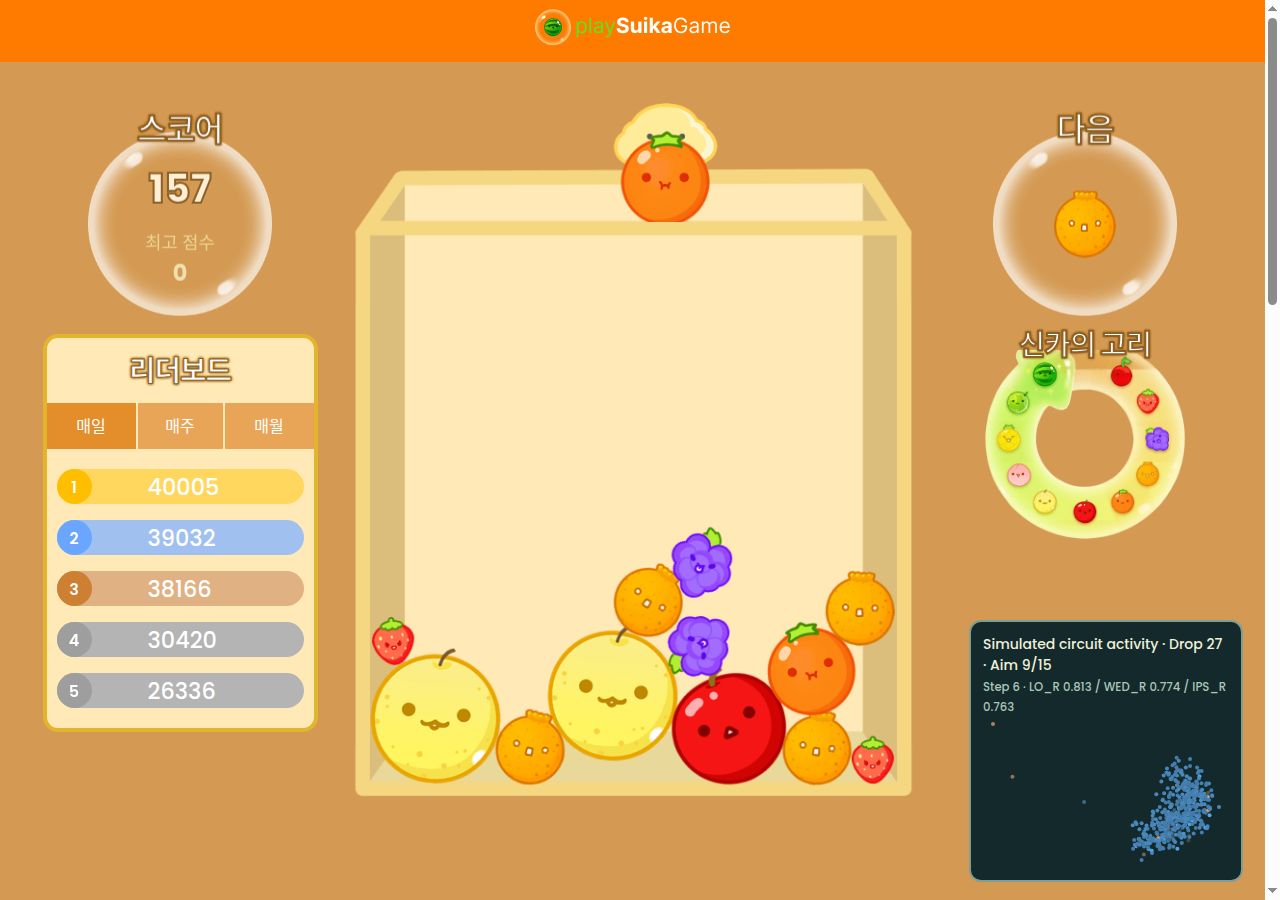 playSuikaGame
스코어
157
최고 점수
0
다음
리더보드
매일 매주 매월
1 40005
2 39032
3 38166
4 30420
5 26336
신카의 고리
Simulated circuit activity · Drop 27
· Aim 9/15
Step 6 · LO_R 0.813 / WED_R 0.774 / IPS_R
0.763